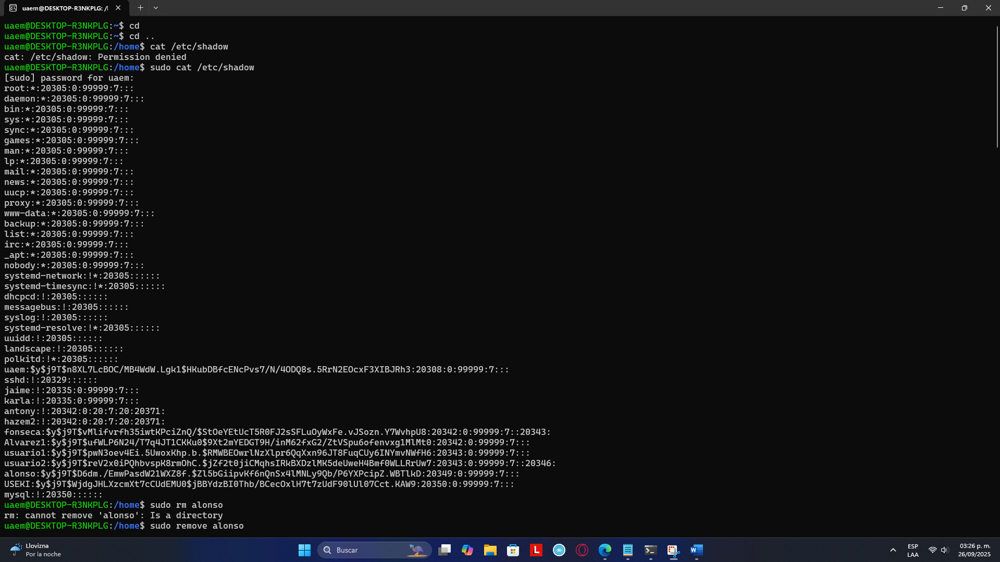 uaem@DESKTOP-R3NKPLG: /l
uaem@DESKTOP-R3NKPLG:~$ cd
uaem@DESKTOP-R3NKPLG:~$ cd ..
uaem@DESKTOP-R3NKPLG:/home$ cat /etc/shadow
cat: /etc/shadow: Permission denied
uaem@DESKTOP-R3NKPLG:/home$ sudo cat /etc/shadow
[sudo] password for uaem:
root:*:20305:0:99999:7:::
daemon:*:20305:0:99999:7:::
bin:*:20305:0:99999:7:::
sys:*:20305:0:99999:7:::
sync:*:20305:0:99999:7:::
games:*:20305:0:99999:7:::
man:*:20305:0:99999:7:::
lp:*:20305:0:99999:7:::
mail:*:20305:0:99999:7:::
news:*:20305:0:99999:7:::
uucp:*:20305:0:99999:7:::
proxy:*:20305:0:99999:7:::
www-data:*:20305:0:99999:7:::
backup:*:20305:0:99999:7:::
list:*:20305:0:99999:7:::
irc:*:20305:0:99999:7:::
_apt:*:20305:0:99999:7:::
nobody:*:20305:0:99999:7:::
systemd-network:!*:20305::::::
systemd-timesync:!*:20305::::::
dhcpcd:!:20305::::::
messagebus:!:20305::::::
syslog:!:20305::::::
systemd-resolve:!*:20305::::::
uuidd:!:20305::::::
landscape:!:20305::::::
polkitd:!*:20305::::::
uaem:$y$j9T$n8XL7LcBOC/MB4WdW.Lgk1$HKubDBfcENcPvs7/N/4ODQ8s.5RrN2EOcxF3XIBJRh3:20308:0:99999:7:::
sshd:!:20329::::::
jaime:!:20335:0:99999:7:::
karla:!:20335:0:99999:7:::
antony:!:20342:0:20:7:20:20371:
hazem2:!:20342:0:20:7:20:20371:
fonseca:$y$j9T$vMlifvrfh35iwtKPciZnQ/$StOeYEtUcT5R0FJ2sSFLuOyWxFe.vJSozn.Y7WvhpU8:20342:0:99999:7::20343:
Alvarez1:$y$j9T$ufWLP6N24/T7q4JT1CKKu0$9Xt2mYEDGT9H/inM62fxG2/ZtVSpu6ofenvxg1MlMt0:20342:0:99999:7:::
usuario1:$y$j9T$pwN3oev4Ei.5UwoxKhp.b.$RMWBEOwrlNzXlpr6QqXxn96JT8FuqCUy6INYmvNWfH6:20343:0:99999:7:::
usuario2:$y$j9T$reV2x0iPQhbvspK8rmOhC.$jZf2t0jiCMqhsIRkBXDzlMK5deUweH4Bmf0WLLRrUw7:20343:0:99999:7::20346:
alonso:$y$j9T$D6dm./EmwPasdW21WXZ8f.$Zl5bGiipvKf6nQnSx4lMNLy9Qb/P6YXPcipZ.WBTlkD:20349:0:99999:7:::
USEKI:$y$j9T$WjdgJHLXzcmXt7cCUdEMU0$jBBYdzBI0Thb/BCecOxlH7t7zUdF90lUl07Cct.KAW9:20350:0:99999:7:::
mysql:!:20350::::::
uaem@DESKTOP-R3NKPLG:/home$ sudo rm alonso
rm: cannot remove 'alonso': Is a directory
uaem@DESKTOP-R3NKPLG:/home$ sudo remove alonso
Llovizna
Por la noche
Buscar
L
W
ESP
LAA
03:26 p. m.
26/09/2025